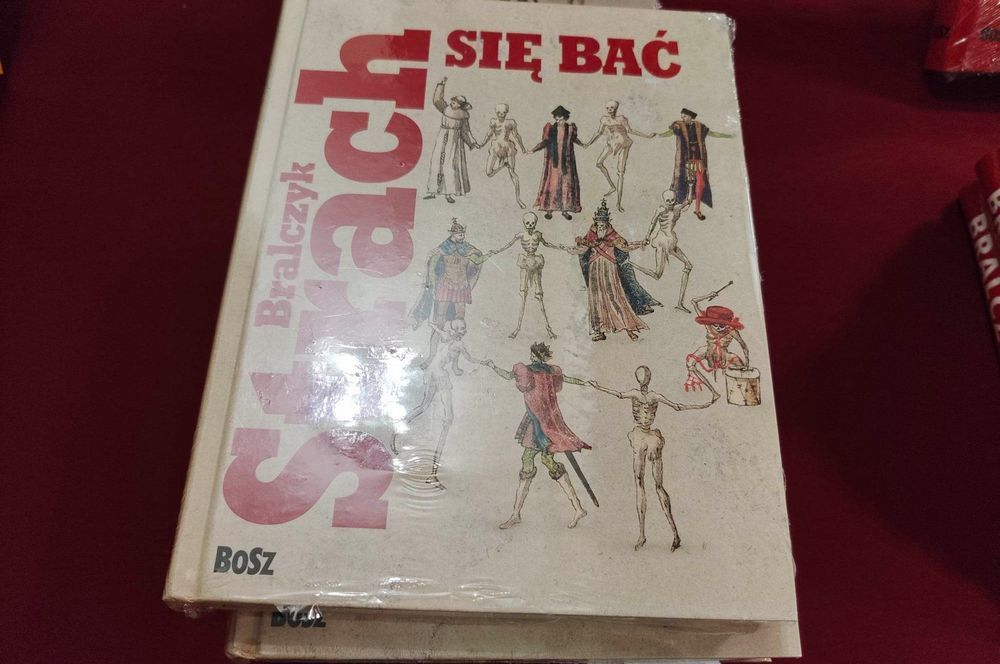 Strach
SIĘ BAĆ
Bralczyk
BOSZ
BOSZ